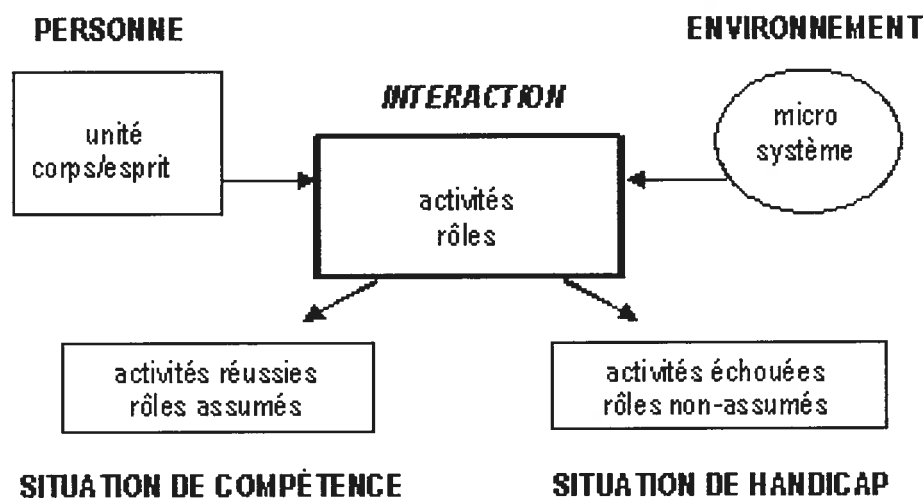 PERSONNE
ENVIRONNEMENT
INTERACTION
unité
corps/esprit
micro
système
activités
rôles
activités réussies
rôles assumés
activités échouées
rôles non-assumés
SITUATION DE COMPÉTENCE
SITUATION DE HANDICAP